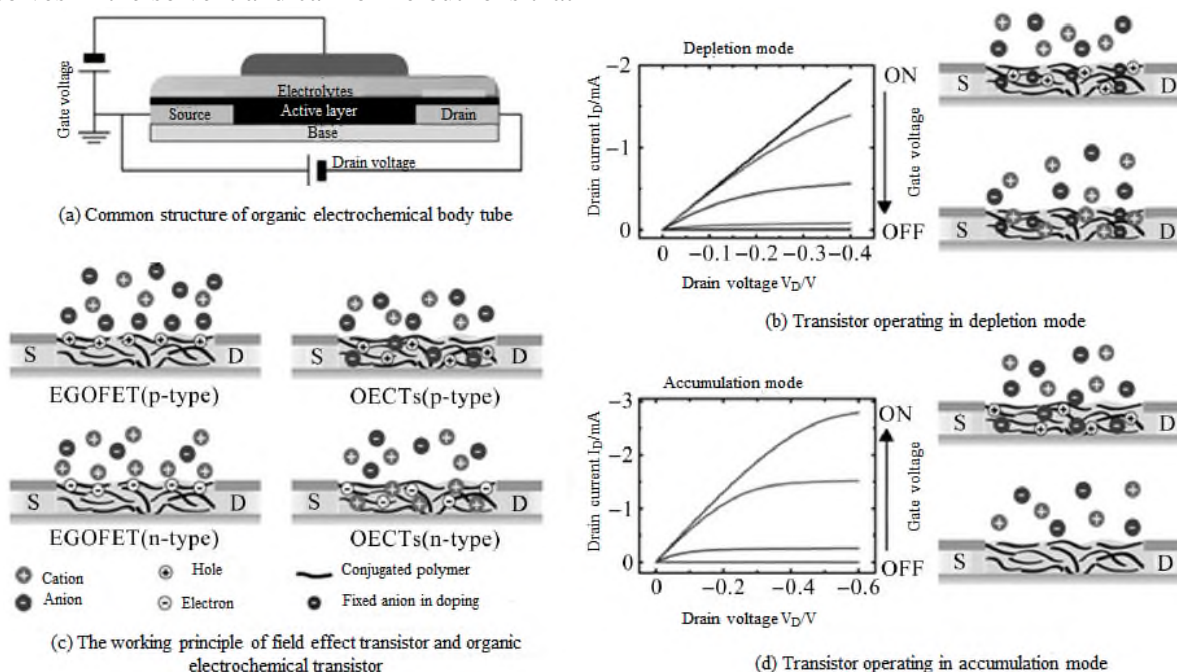 Gate voltage
Electrolytes
Source
Active layer
Drain
Base
Drain voltage
(a) Common structure of organic electrochemical body tube
Depletion mode
Drain current I_D/mA
−2
−1
0
0
−0.1
−0.2
−0.3
−0.4
Drain voltage V_D/V
ON
Gate voltage
OFF
S
D
S
D
(b) Transistor operating in depletion mode
S
D
EGOFET(p-type)
S
D
OECTs(p-type)
S
D
EGOFET(n-type)
S
D
OECTs(n-type)
Cation
Hole
Conjugated polymer
Anion
Electron
Fixed anion in doping
(c) The working principle of field effect transistor and organic
electrochemical transistor
Accumulation mode
Drain current I_D/mA
−3
−2
−1
0
0
−0.2
−0.4
−0.6
Drain voltage V_D/V
ON
Gate voltage
OFF
S
D
S
D
(d) Transistor operating in accumulation mode